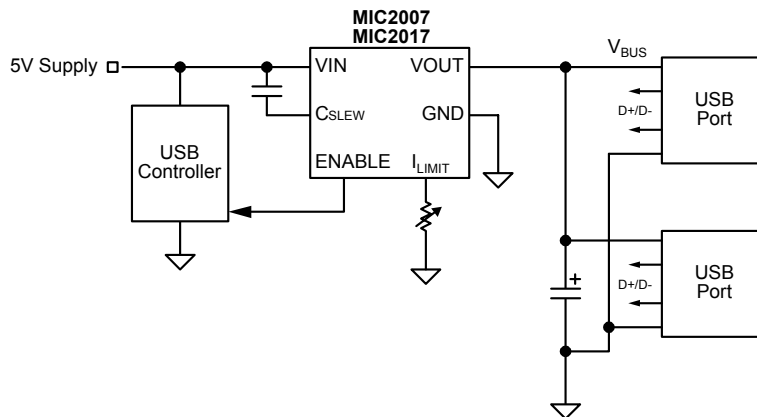 MIC2007
MIC2017
5V Supply
VIN
VOUT
VBUS
CSLEW
GND
ENABLE
ILIMIT
USB
Controller
D+/D-
USB
Port
+
D+/D-
USB
Port